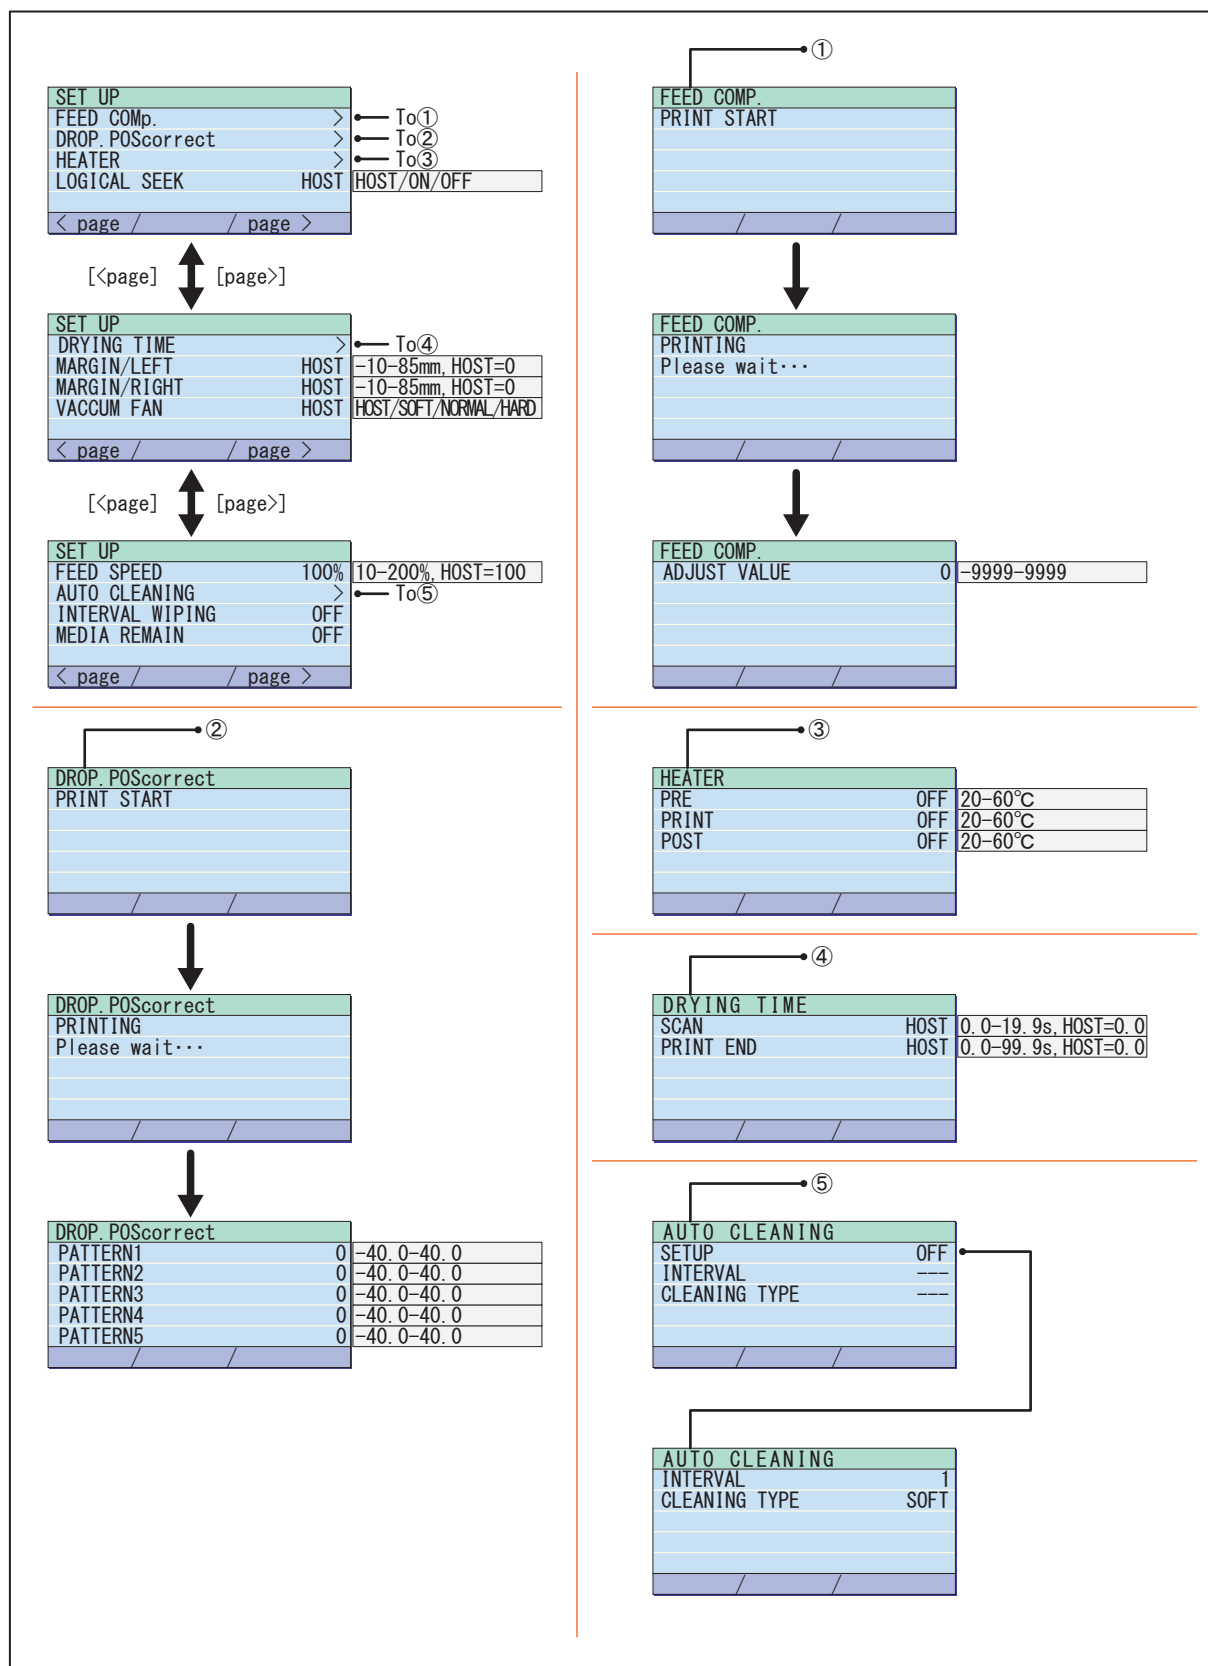 SET UP
FEED COMp. > To①
DROP.POScorrect > To②
HEATER > To③
LOGICAL SEEK HOST HOST/ON/OFF
< page / / page >
[<page] [page>]
SET UP
DRYING TIME > To④
MARGIN/LEFT HOST -10-85mm, HOST=0
MARGIN/RIGHT HOST -10-85mm, HOST=0
VACCUM FAN HOST HOST/SOFT/NORMAL/HARD
< page / / page >
[<page] [page>]
SET UP
FEED SPEED 100% 10-200%, HOST=100
AUTO CLEANING > To⑤
INTERVAL WIPING OFF
MEDIA REMAIN OFF
< page / / page >
②
DROP.POScorrect
PRINT START
/ /
DROP.POScorrect
PRINTING
Please wait···
/ /
DROP.POScorrect
PATTERN1 0 -40.0-40.0
PATTERN2 0 -40.0-40.0
PATTERN3 0 -40.0-40.0
PATTERN4 0 -40.0-40.0
PATTERN5 0 -40.0-40.0
/ /
①
FEED COMP.
PRINT START
/ /
FEED COMP.
PRINTING
Please wait···
/ /
FEED COMP.
ADJUST VALUE 0 -9999-9999
/ /
③
HEATER
PRE OFF 20-60℃
PRINT OFF 20-60℃
POST OFF 20-60℃
/ /
④
DRYING TIME
SCAN HOST 0.0-19.9s, HOST=0.0
PRINT END HOST 0.0-99.9s, HOST=0.0
/ /
⑤
AUTO CLEANING
SETUP OFF
INTERVAL ---
CLEANING TYPE ---
/ /
AUTO CLEANING
INTERVAL 1
CLEANING TYPE SOFT
/ /